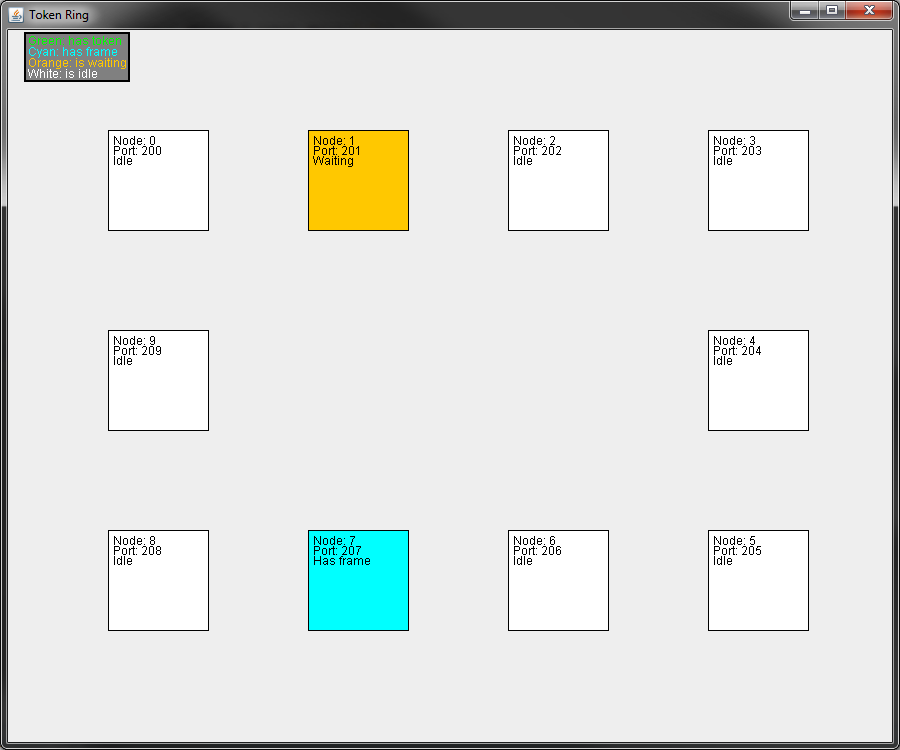 Token Ring
Green: has token
Cyan: has frame
Orange: is waiting
White: is idle
Node: 0
Port: 200
Idle
Node: 1
Port: 201
Waiting
Node: 2
Port: 202
Idle
Node: 3
Port: 203
Idle
Node: 9
Port: 209
Idle
Node: 4
Port: 204
Idle
Node: 8
Port: 208
Idle
Node: 7
Port: 207
Has frame
Node: 6
Port: 206
Idle
Node: 5
Port: 205
Idle